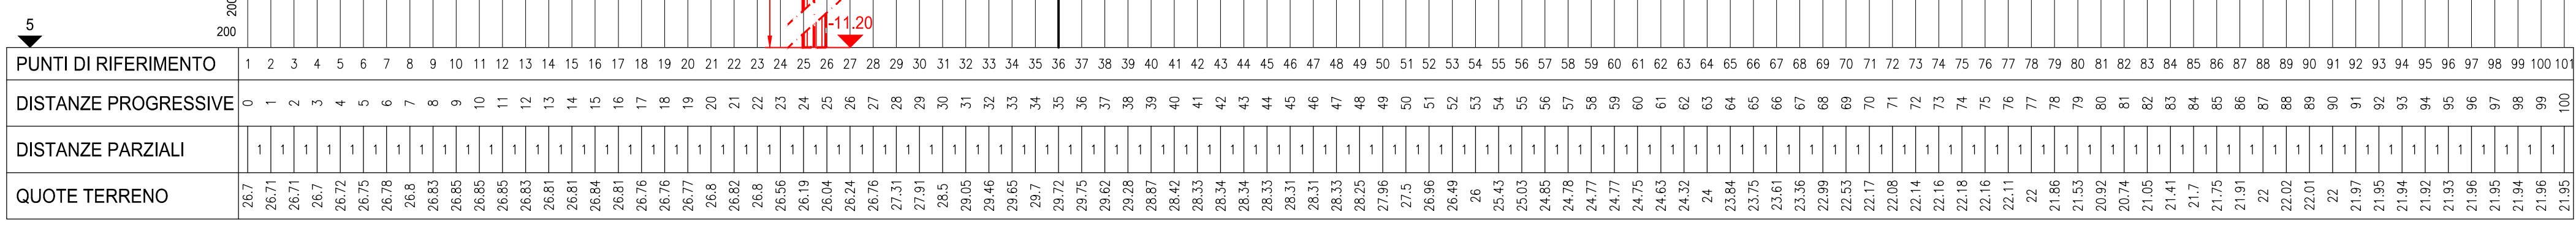 200
5
-11.20
200
PUNTI DI RIFERIMENTO 1 2 3 4 5 6 7 8 9 10 11 12 13 14 15 16 17 18 19 20 21 22 23 24 25 26 27 28 29 30 31 32 33 34 35 36 37 38 39 40 41 42 43 44 45 46 47 48 49 50 51 52 53 54 55 56 57 58 59 60 61 62 63 64 65 66 67 68 69 70 71 72 73 74 75 76 77 78 79 80 81 82 83 84 85 86 87 88 89 90 91 92 93 94 95 96 97 98 99 100 101
DISTANZE PROGRESSIVE 0 1 2 3 4 5 6 7 8 9 10 11 12 13 14 15 16 17 18 19 20 21 22 23 24 25 26 27 28 29 30 31 32 33 34 35 36 37 38 39 40 41 42 43 44 45 46 47 48 49 50 51 52 53 54 55 56 57 58 59 60 61 62 63 64 65 66 67 68 69 70 71 72 73 74 75 76 77 78 79 80 81 82 83 84 85 86 87 88 89 90 91 92 93 94 95 96 97 98 99 100
DISTANZE PARZIALI 1 1 1 1 1 1 1 1 1 1 1 1 1 1 1 1 1 1 1 1 1 1 1 1 1 1 1 1 1 1 1 1 1 1 1 1 1 1 1 1 1 1 1 1 1 1 1 1 1 1 1 1 1 1 1 1 1 1 1 1 1 1 1 1 1 1 1 1 1 1 1 1 1 1 1 1 1 1 1 1 1 1 1 1 1 1 1 1 1 1 1 1 1 1 1 1 1 1 1 1
QUOTE TERRENO 26.7 26.71 26.71 26.7 26.72 26.75 26.78 26.8 26.83 26.85 26.85 26.85 26.83 26.81 26.81 26.84 26.81 26.76 26.76 26.77 26.8 26.82 26.8 26.56 26.19 26.04 26.24 26.76 27.31 27.91 28.5 29.05 29.46 29.65 29.7 29.72 29.75 29.62 29.28 28.87 28.42 28.33 28.34 28.34 28.33 28.31 28.31 28.33 28.25 27.96 27.5 26.96 26.49 26 25.43 25.03 24.85 24.78 24.77 24.77 24.75 24.63 24.32 24 23.84 23.75 23.61 23.36 22.99 22.53 22.17 22.08 22.14 22.16 22.18 22.16 22.11 22 21.86 21.53 20.92 20.74 21.05 21.41 21.7 21.75 21.91 22 22.02 22.01 22 21.97 21.95 21.94 21.92 21.93 21.96 21.95 21.94 21.96 21.95